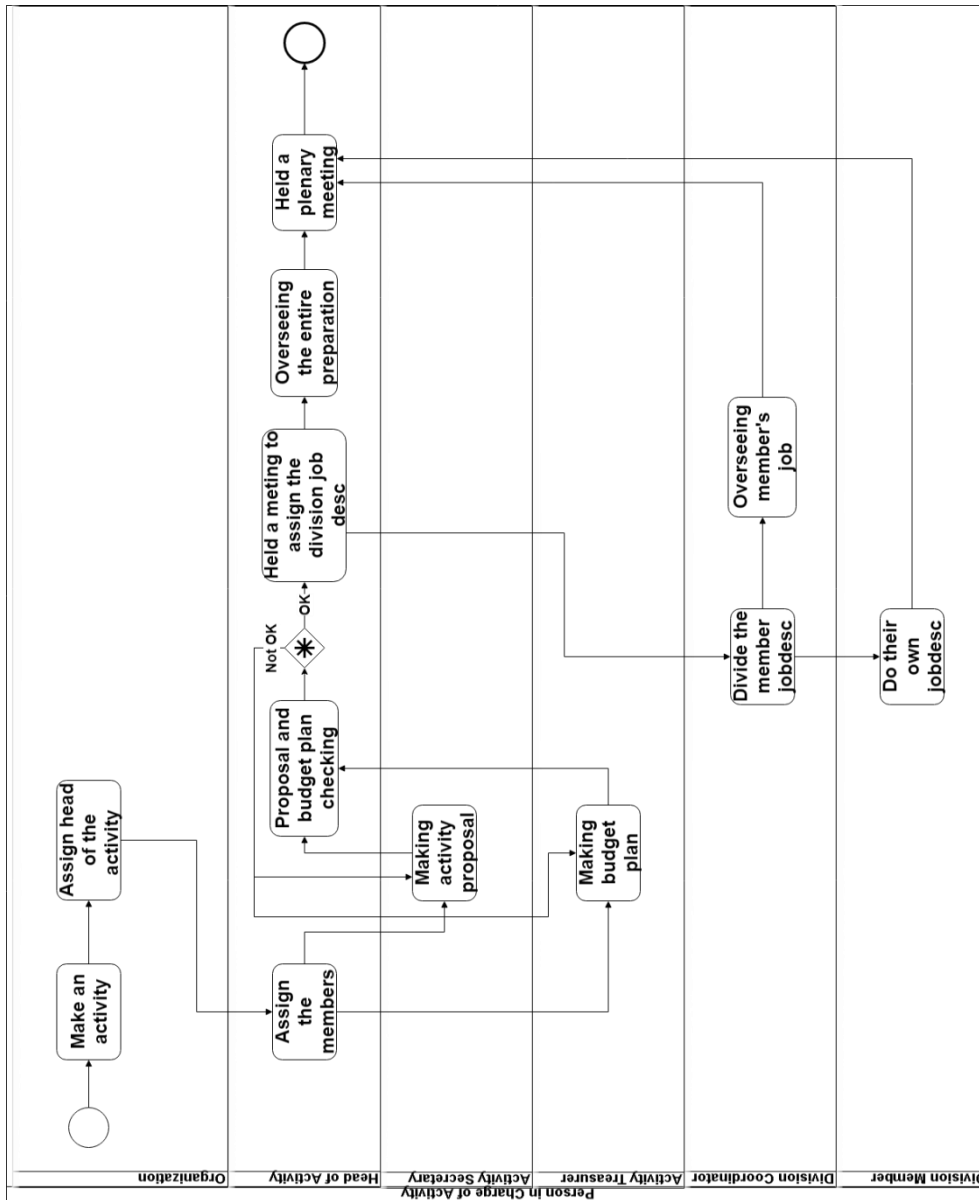 Person in Charge of Activity
Organization
Head of Activity
Activity Secretary
Activity Treasurer
Division Coordinator
Division Member
Make an
activity
Assign head
of the
activity
Assign
the
members
Making
activity
proposal
Making
budget
plan
Proposal and
budget plan
checking
Not OK
OK
Held a meting to
assign the
division job
desc
Divide the
member
jobdesc
Do their
own
jobdesc
Overseeing
member's
job
Overseeing
the entire
preparation
Held a
plenary
meeting